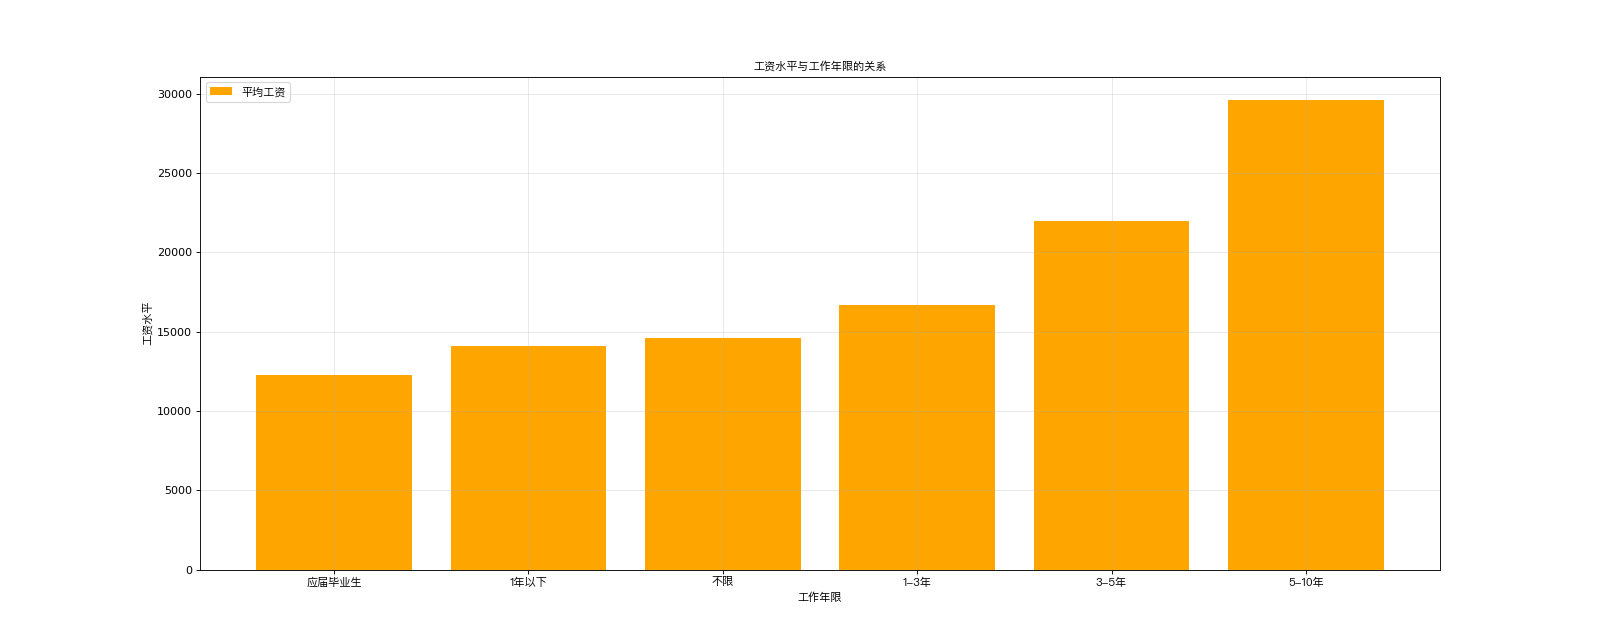 工资水平与工作年限的关系
平均工资
30000
25000
20000
15000
10000
5000
0
工资水平
应届毕业生 1年以下 不限 1-3年 3-5年 5-10年
工作年限